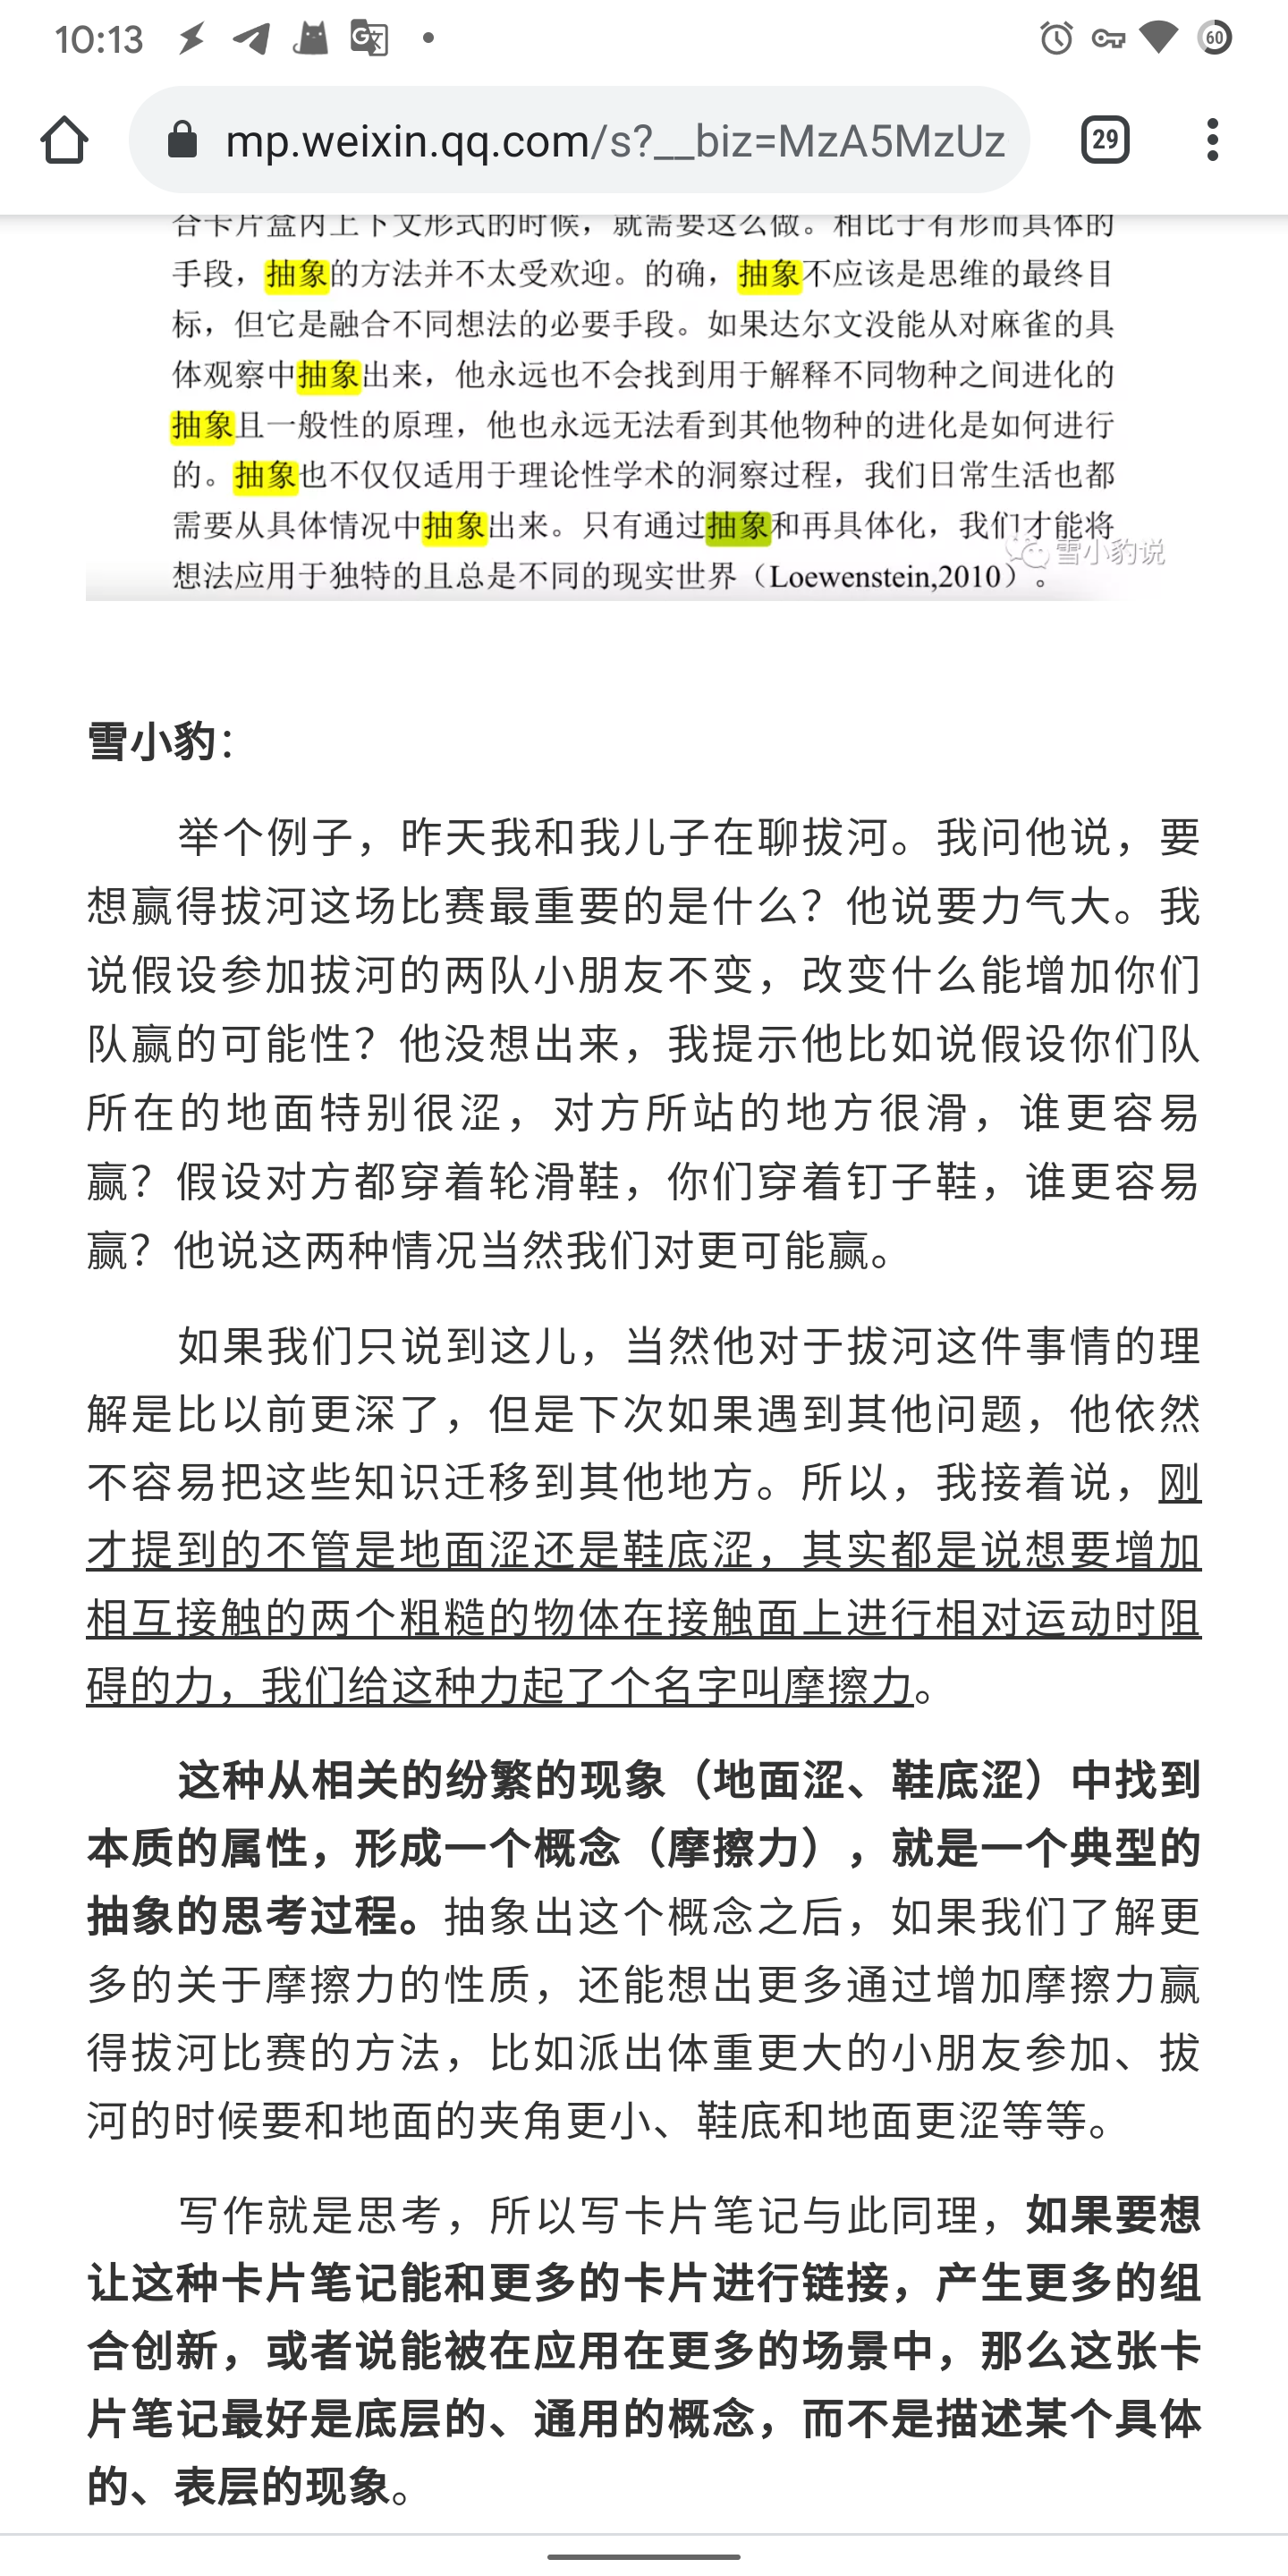 10:13
60
mp.weixin.qq.com/s?__biz=MzA5MzUz
29
合卡片盒内上下文形式的时候，就需要这么做。相比于有形而具体的
手段，抽象的方法并不太受欢迎。的确，抽象不应该是思维的最终目
标，但它是融合不同想法的必要手段。如果达尔文没能从对麻雀的具
体观察中抽象出来，他永远也不会找到用于解释不同物种之间进化的
抽象且一般性的原理，他也永远无法看到其他物种的进化是如何进行
的。抽象也不仅仅适用于理论性学术的洞察过程，我们日常生活也都
需要从具体情况中抽象出来。只有通过抽象和再具体化，我们才能将
雪小豹说
想法应用于独特的且总是不同的现实世界（Loewenstein,2010）。
雪小豹：
举个例子，昨天我和我儿子在聊拔河。我问他说，要
想赢得拔河这场比赛最重要的是什么？他说要力气大。我
说假设参加拔河的两队小朋友不变，改变什么能增加你们
队赢的可能性？他没想出来，我提示他比如说假设你们队
所在的地面特别很涩，对方所站的地方很滑，谁更容易
赢？假设对方都穿着轮滑鞋，你们穿着钉子鞋，谁更容易
赢？他说这两种情况当然我们对更可能赢。
如果我们只说到这儿，当然他对于拔河这件事情的理
解是比以前更深了，但是下次如果遇到其他问题，他依然
不容易把这些知识迁移到其他地方。所以，我接着说，刚
才提到的不管是地面涩还是鞋底涩，其实都是说想要增加
相互接触的两个粗糙的物体在接触面上进行相对运动时阻
碍的力，我们给这种力起了个名字叫摩擦力。
这种从相关的纷繁的现象（地面涩、鞋底涩）中找到
本质的属性，形成一个概念（摩擦力），就是一个典型的
抽象的思考过程。抽象出这个概念之后，如果我们了解更
多的关于摩擦力的性质，还能想出更多通过增加摩擦力赢
得拔河比赛的方法，比如派出体重更大的小朋友参加、拔
河的时候要和地面的夹角更小、鞋底和地面更涩等等。
写作就是思考，所以写卡片笔记与此同理，如果要想
让这种卡片笔记能和更多的卡片进行链接，产生更多的组
合创新，或者说能被在应用在更多的场景中，那么这张卡
片笔记最好是底层的、通用的概念，而不是描述某个具体
的、表层的现象。